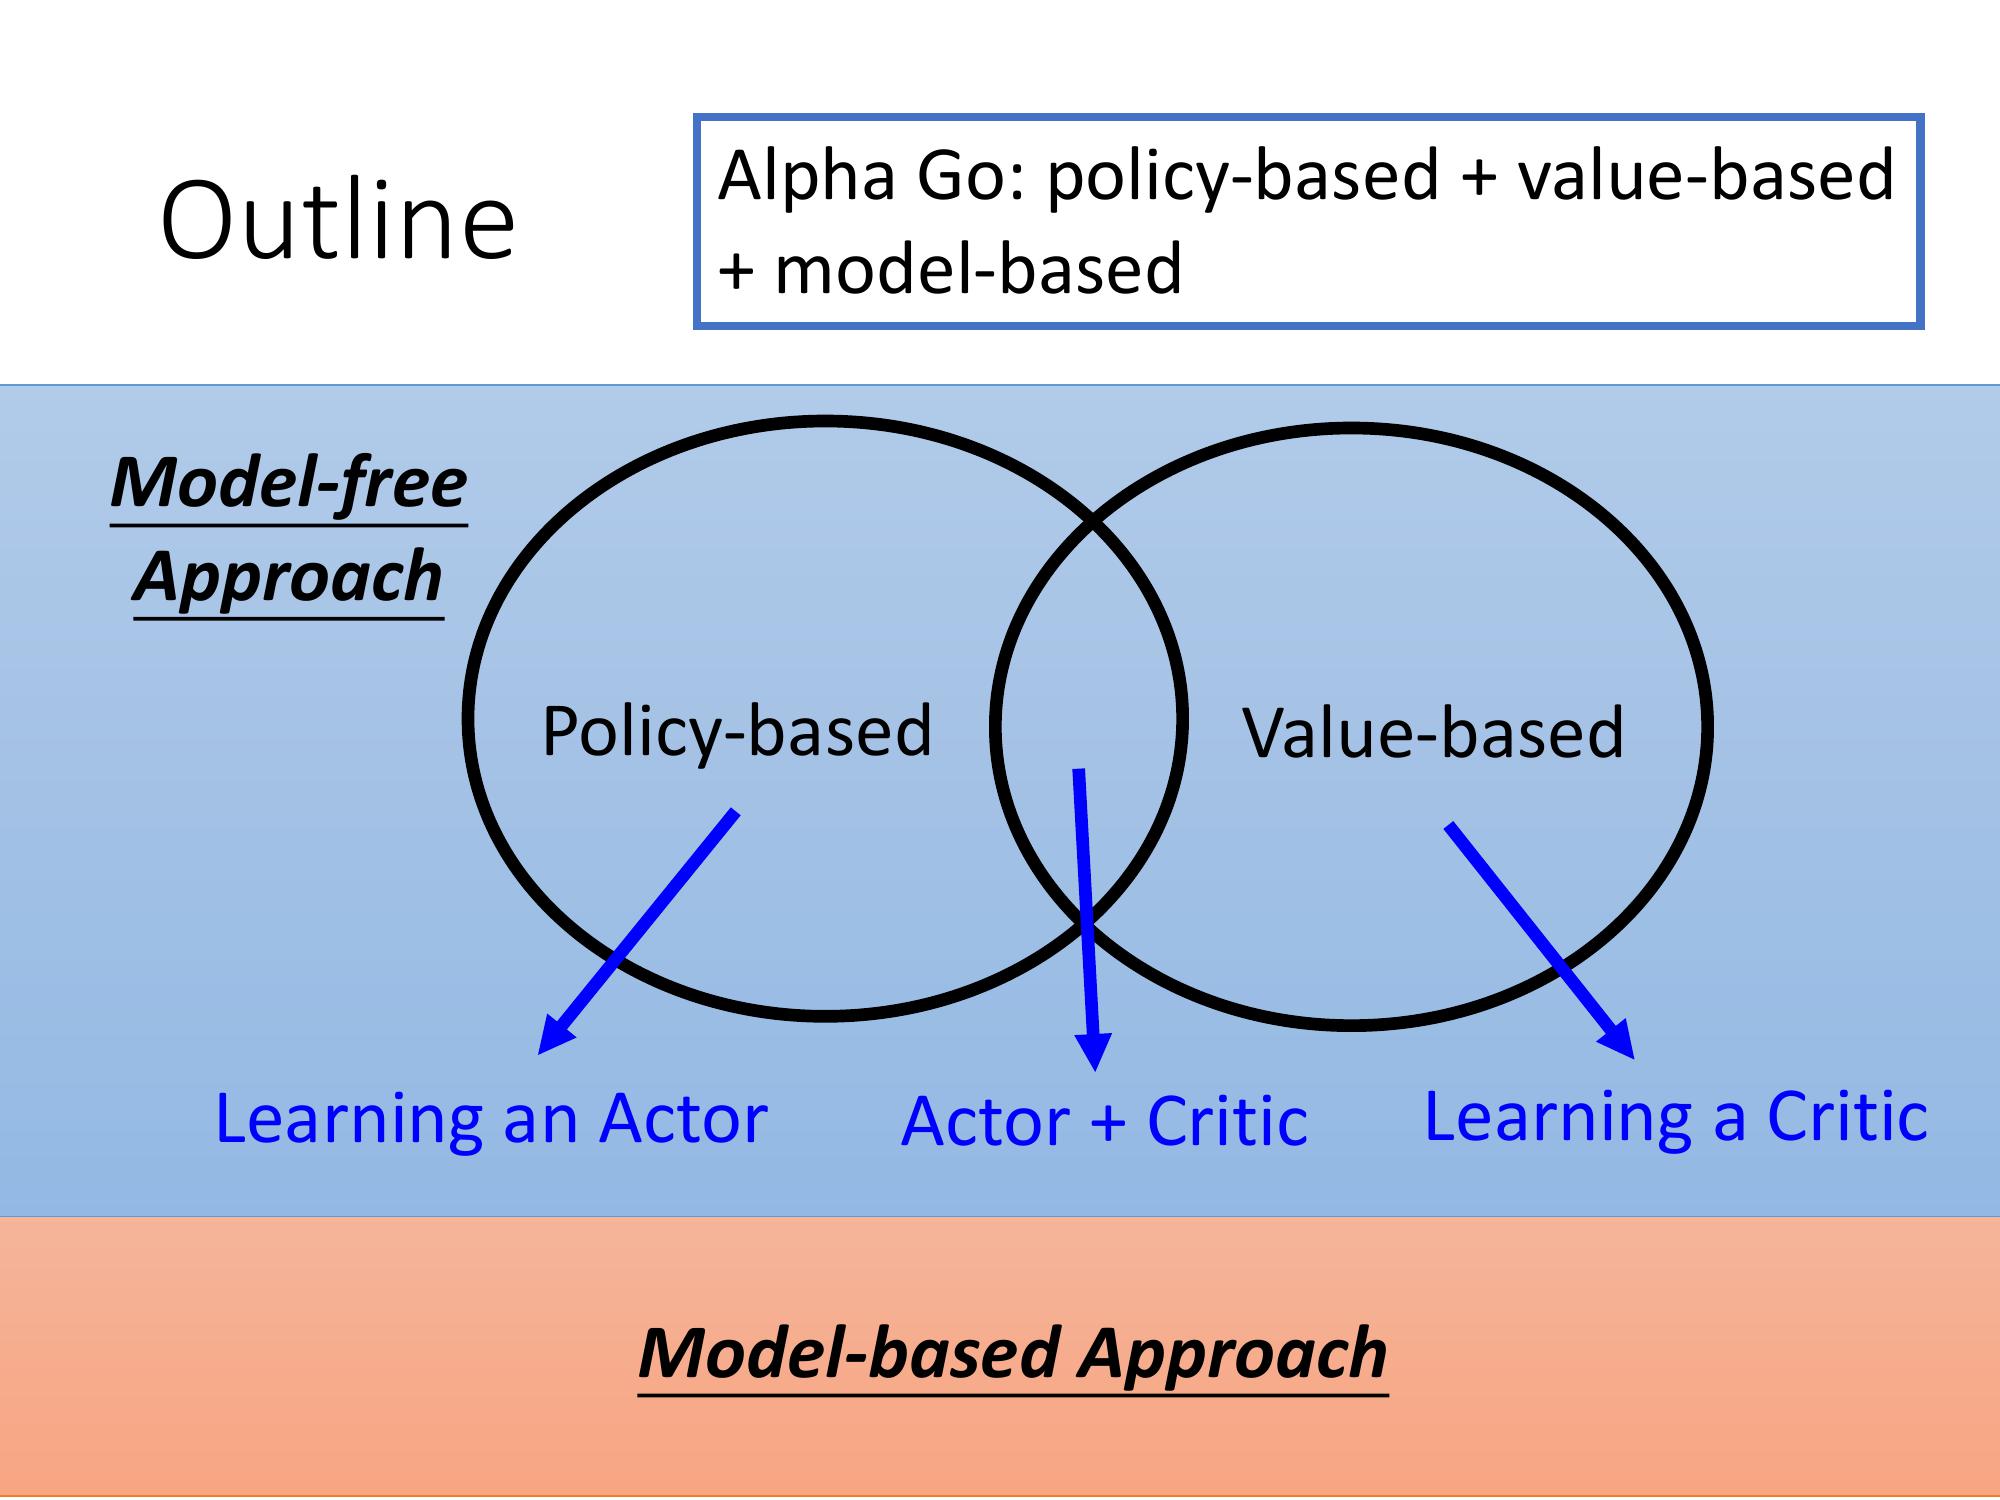 Outline
Alpha Go: policy-based + value-based
+ model-based
Model-free
Approach
Policy-based
Value-based
Learning an Actor
Actor + Critic
Learning a Critic
Model-based Approach